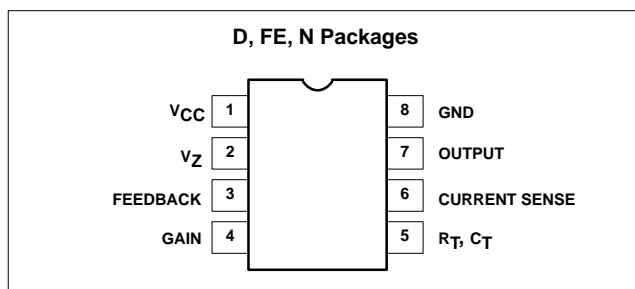 D, FE, N Packages
VCC 1 8 GND
VZ 2 7 OUTPUT
FEEDBACK 3 6 CURRENT SENSE
GAIN 4 5 RT, CT